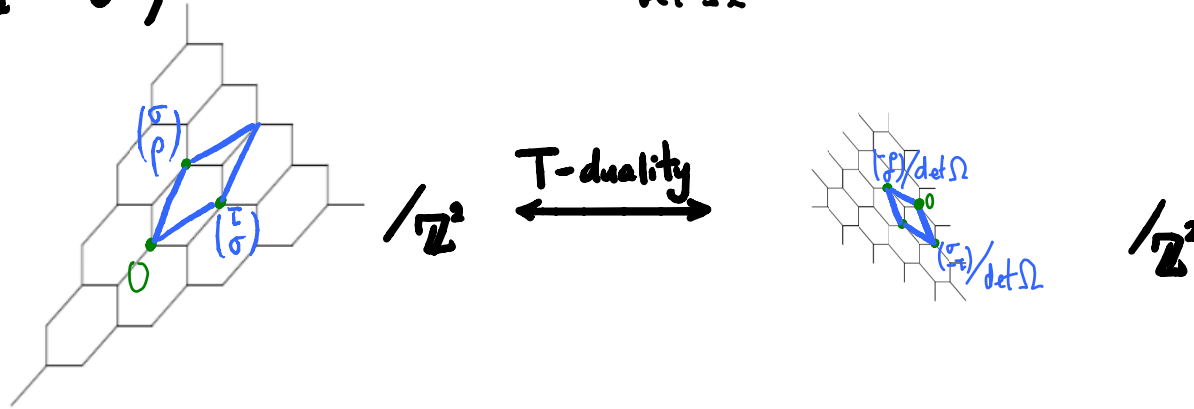 (σ
ρ)
0
(τ
σ)
/ℤ²
T-duality
(-ρ)/det Ω
0
(σ
-τ)/det Ω
/ℤ²